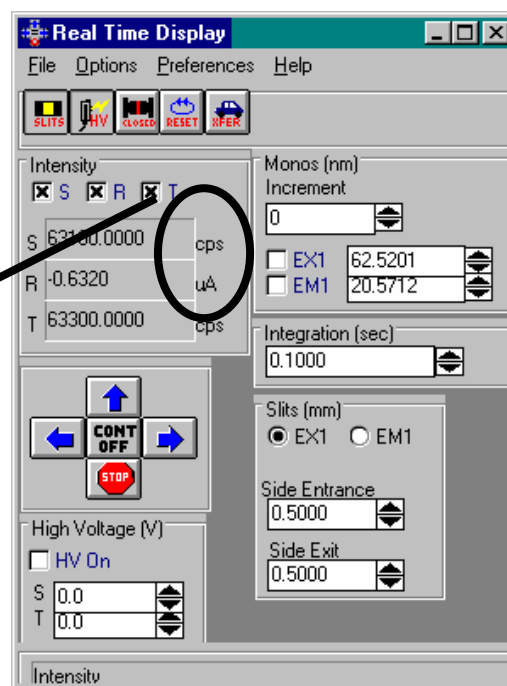 Real Time Display
File Options Preferences Help
SLITS HV CLOSED RESET XFER
Intensity
S R T
S 63100.0000 cps
R -0.6320 uA
T 63300.0000 cps
Monos (nm)
Increment
0
EX1 62.5201
EM1 20.5712
Integration (sec)
0.1000
CONT
OFF
STOP
Slits (mm)
EX1 EM1
Side Entrance
0.5000
Side Exit
0.5000
High Voltage (V)
HV On
S 0.0
T 0.0
Intensity